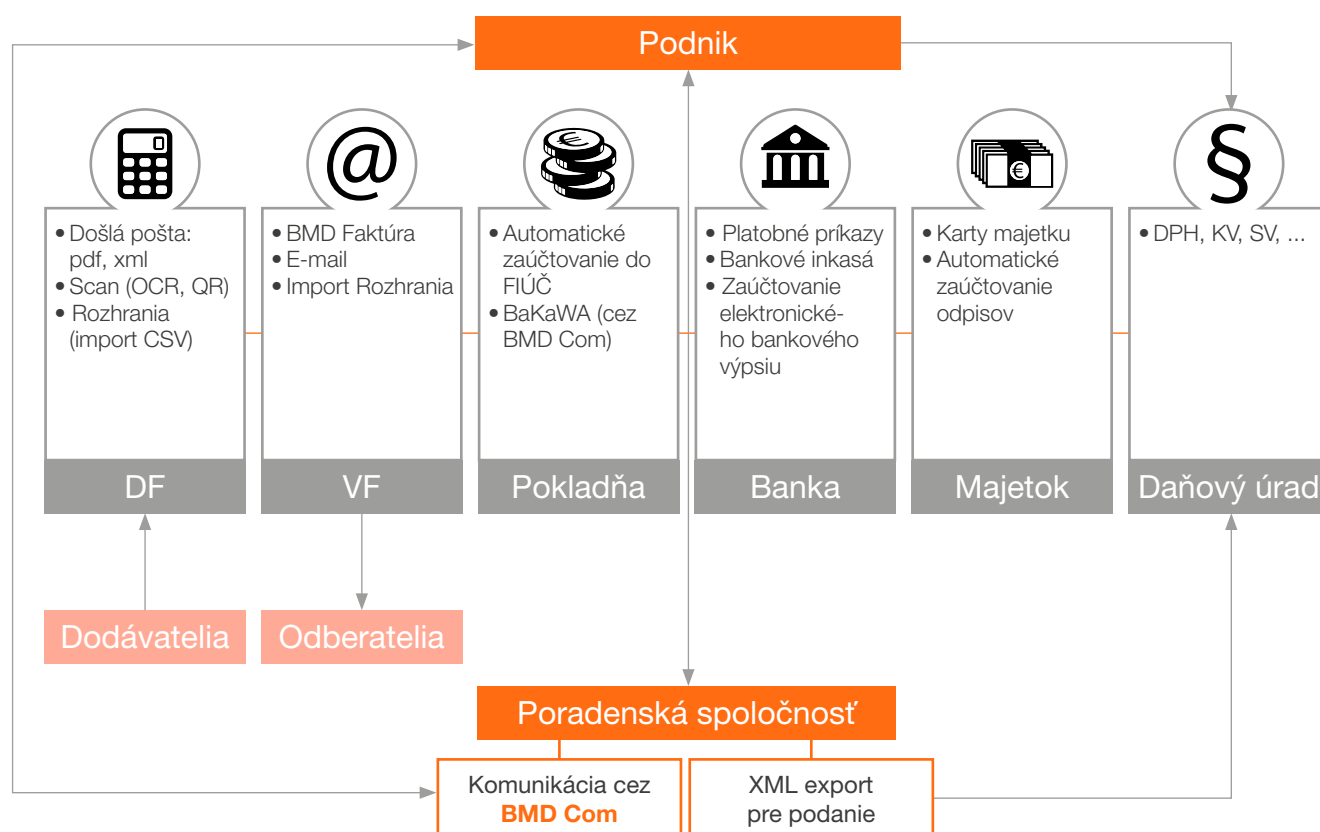 Podnik
• Došlá pošta:
pdf, xml
• Scan (OCR, QR)
• Rozhrania
(import CSV)
DF
• BMD Faktúra
• E-mail
• Import Rozhrania
VF
• Automatické
zaúčtovanie do
FIÚČ
• BaKaWA (cez
BMD Com)
Pokladňa
• Platobné príkazy
• Bankové inkasá
• Zaúčtovanie
elektronické-
ho bankového
výpsiu
Banka
• Karty majetku
• Automatické
zaúčtovanie
odpisov
Majetok
§
• DPH, KV, SV, ...
Daňový úrad
Dodávatelia
Odberatelia
Poradenská spoločnosť
Komunikácia cez
BMD Com
XML export
pre podanie